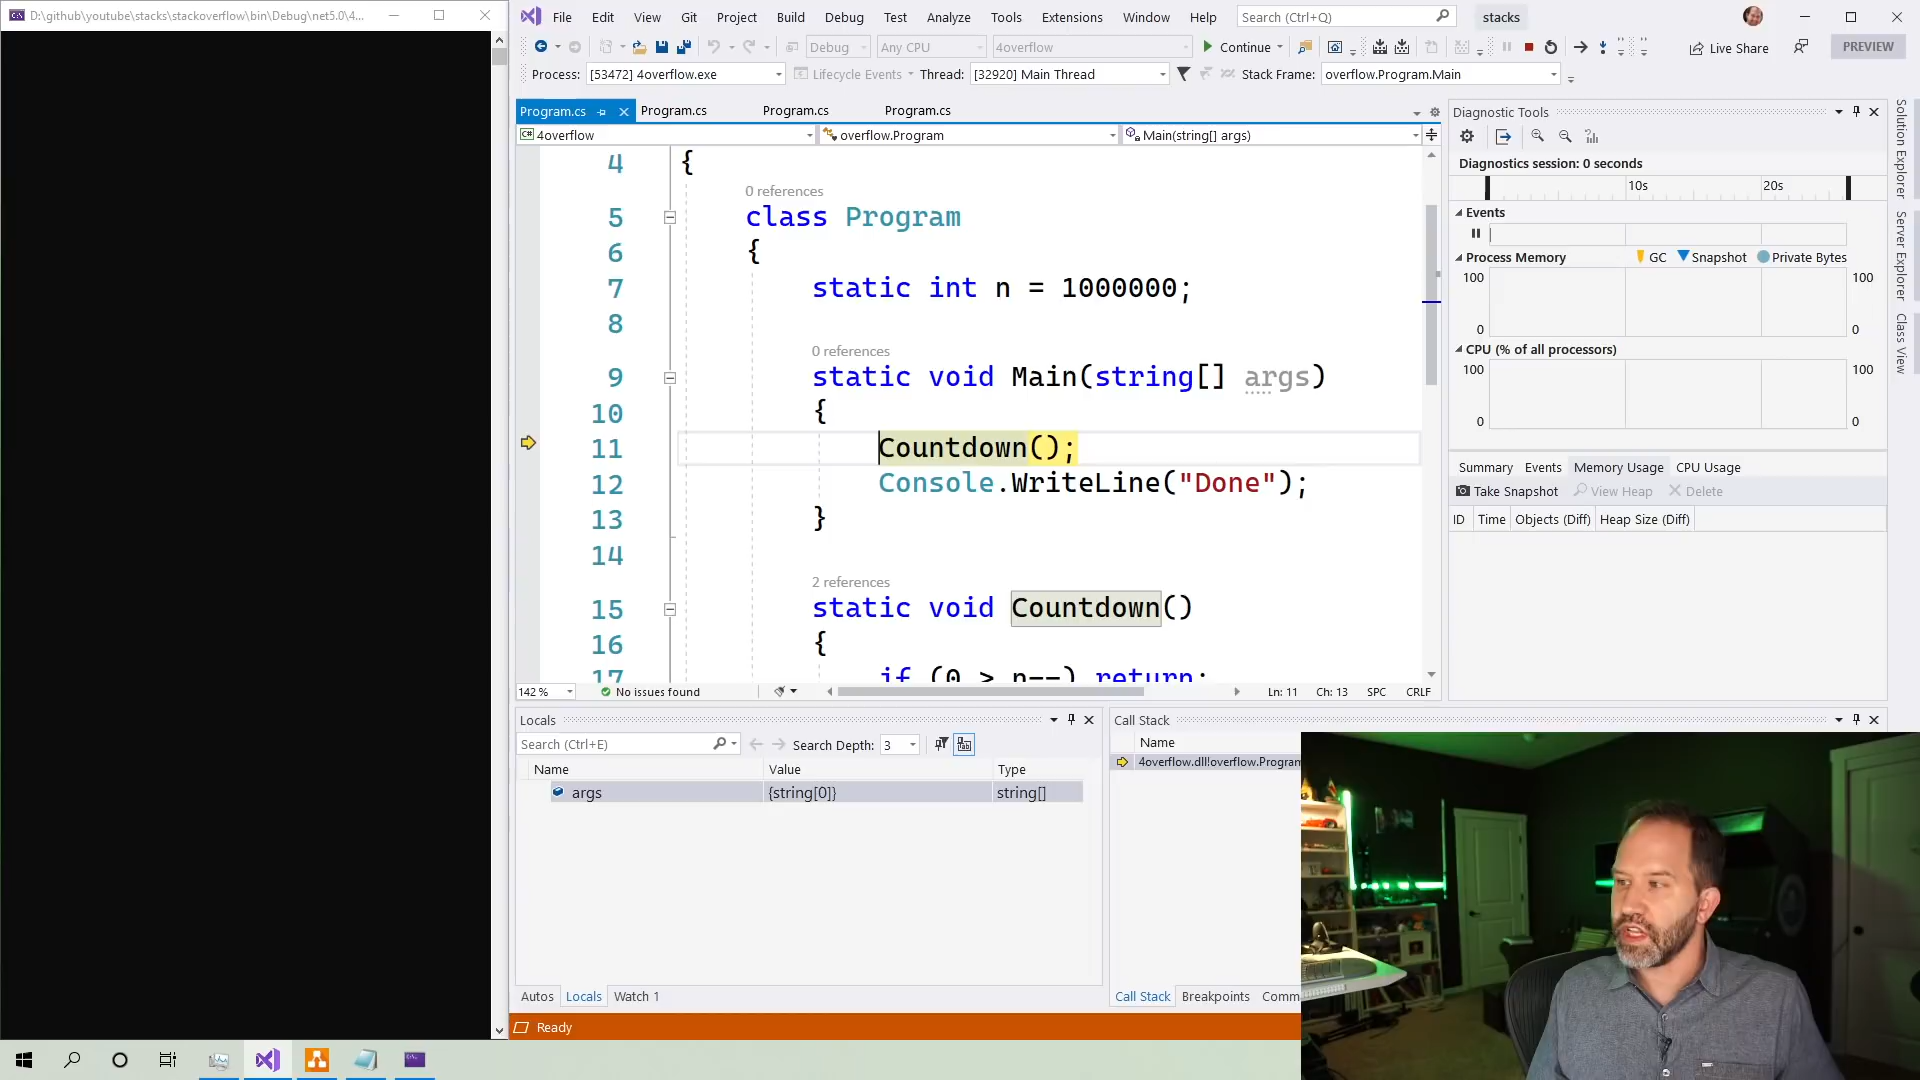 D:\github\youtube\stacks\stackoverflow\bin\Debug\net5.0\4...
File Edit View Git Project Build Debug Test Analyze Tools Extensions Window Help Search (Ctrl+Q) stacks
Debug Any CPU 4overflow Continue Live Share PREVIEW
Process: [53472] 4overflow.exe Lifecycle Events Thread: [32920] Main Thread Stack Frame: overflow.Program.Main
Program.cs Program.cs Program.cs Program.cs
4overflow overflow.Program Main(string[] args)
4 {
0 references
5 class Program
6 {
7 static int n = 1000000;
8
0 references
9 static void Main(string[] args)
10 {
11 Countdown();
12 Console.WriteLine("Done");
13 }
14
2 references
15 static void Countdown()
16 {
17 if (0 > n--) return;
142 % No issues found Ln: 11 Ch: 13 SPC CRLF
Diagnostic Tools
Diagnostics session: 0 seconds
10s 20s
Events
Process Memory GC Snapshot Private Bytes
100 100
0 0
CPU (% of all processors)
100 100
0 0
Summary Events Memory Usage CPU Usage
Take Snapshot View Heap Delete
ID Time Objects (Diff) Heap Size (Diff)
Solution Explorer
Server Explorer
Class View
Locals
Search (Ctrl+E) Search Depth: 3
Name Value Type
args {string[0]} string[]
Autos Locals Watch 1
Call Stack
Name
4overflow.dll!overflow.Program
Call Stack Breakpoints Comm
Ready